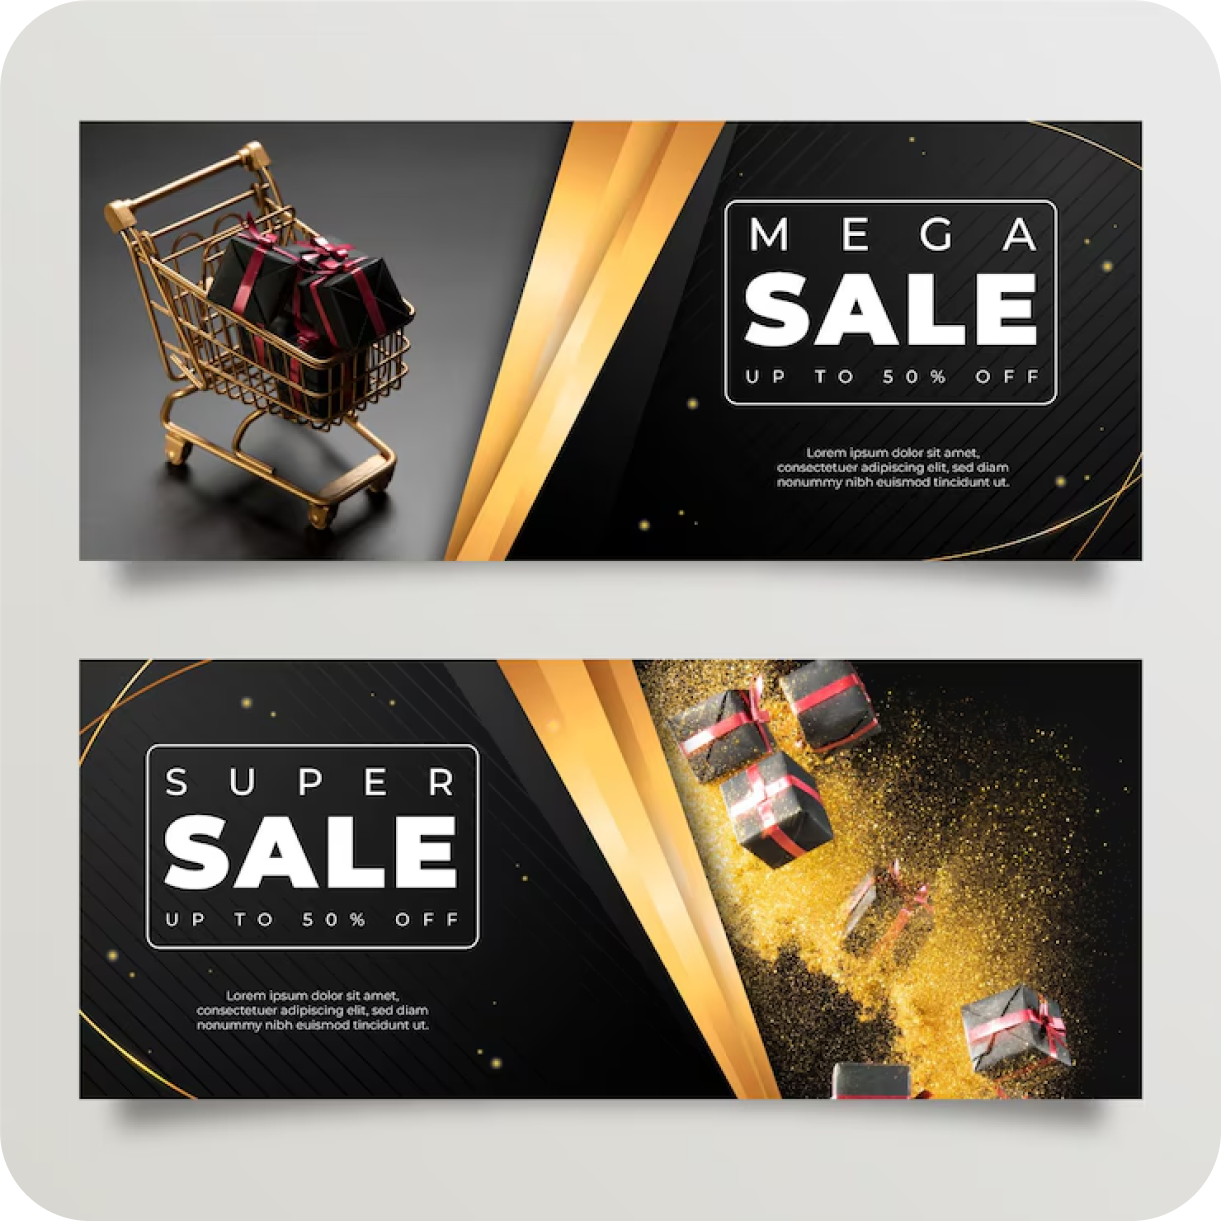 MEGA
SALE
UP TO 50% OFF
Lorem ipsum dolor sit amet,
consectetuer adipiscing elit, sed diam
nonummy nibh euismod tincidunt ut.
SUPER
SALE
UP TO 50% OFF
Lorem ipsum dolor sit amet,
consectetuer adipiscing elit, sed diam
nonummy nibh euismod tincidunt ut.